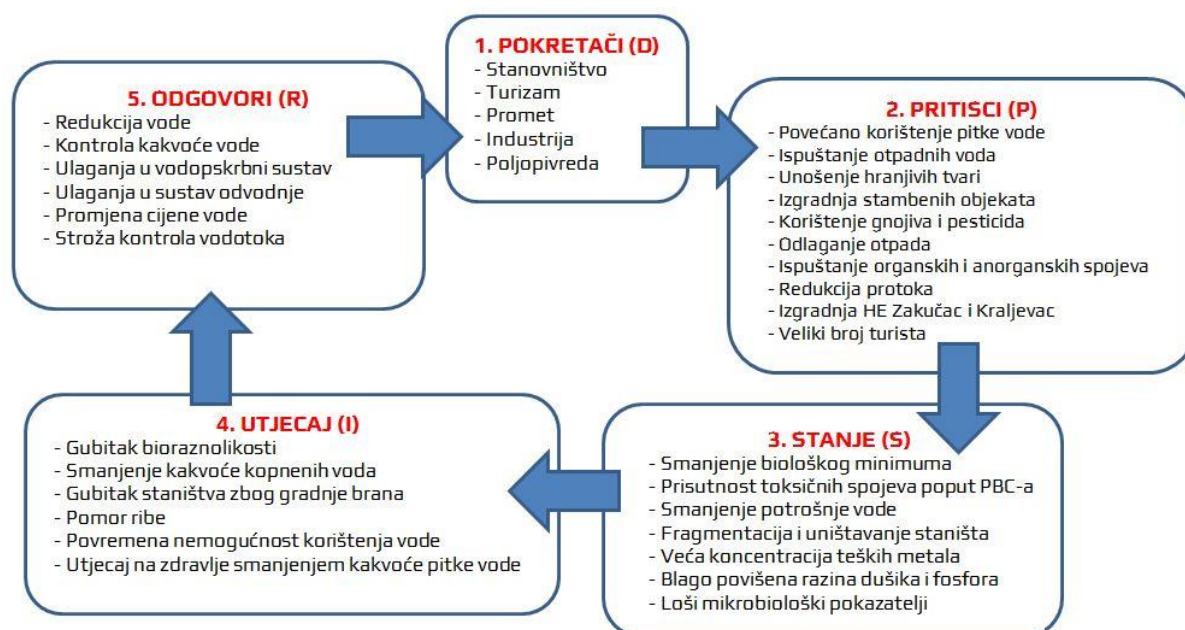 1. POKRETAČI (D)
- Stanovništvo
- Turizam
- Promet
- Industrija
- Poljopivreda
2. PRITISCI (P)
- Povećano korištenje pitke vode
- Ispuštanje otpadnih voda
- Unošenje hranjivih tvari
- Izgradnja stambenih objekata
- Korištenje gnojiva i pesticida
- Odlaganje otpada
- Ispuštanje organskih i anorganskih spojeva
- Redukcija protoka
- Izgradnja HE Zakučac i Kraljevac
- Veliki broj turista
3. STANJE (S)
- Smanjenje biološkog minimuma
- Prisutnost toksičnih spojeva poput PBC-a
- Smanjenje potrošnje vode
- Fragmentacija i uništavanje staništa
- Veća koncentracija teških metala
- Blago povišena razina dušika i fosfora
- Loši mikrobiološki pokazatelji
4. UTJECAJ (I)
- Gubitak bioraznolikosti
- Smanjenje kakvoće kopnenih voda
- Gubitak staništva zbog gradnje brana
- Pomor ribe
- Povremena nemogućnost korištenja vode
- Utjecaj na zdravlje smanjenjem kakvoće pitke vode
5. ODGOVORI (R)
- Redukcija vode
- Kontrola kakvoće vode
- Ulaganja u vodopskrbni sustav
- Ulaganja u sustav odvodnje
- Promjena cijene vode
- Stroža kontrola vodotoka